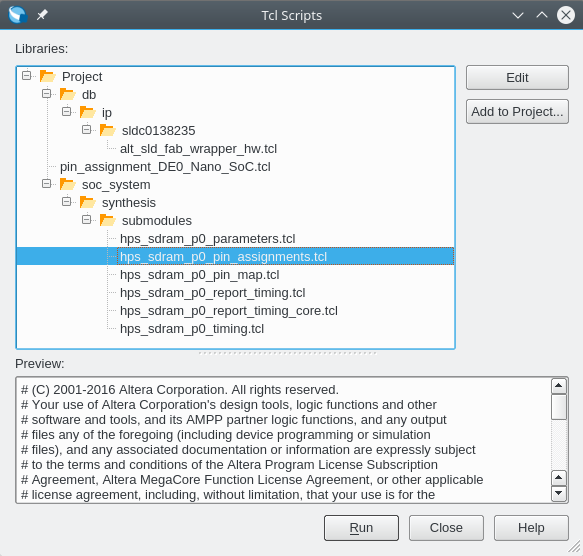 Tcl Scripts
Libraries:
Project
db
ip
sldc0138235
alt_sld_fab_wrapper_hw.tcl
pin_assignment_DE0_Nano_SoC.tcl
soc_system
synthesis
submodules
hps_sdram_p0_parameters.tcl
hps_sdram_p0_pin_assignments.tcl
hps_sdram_p0_pin_map.tcl
hps_sdram_p0_report_timing.tcl
hps_sdram_p0_report_timing_core.tcl
hps_sdram_p0_timing.tcl
Edit
Add to Project...
Preview:
# (C) 2001-2016 Altera Corporation. All rights reserved.
# Your use of Altera Corporation's design tools, logic functions and other
# software and tools, and its AMPP partner logic functions, and any output
# files any of the foregoing (including device programming or simulation
# files), and any associated documentation or information are expressly subject
# to the terms and conditions of the Altera Program License Subscription
# Agreement, Altera MegaCore Function License Agreement, or other applicable
# license agreement, including, without limitation, that your use is for the
Run
Close
Help